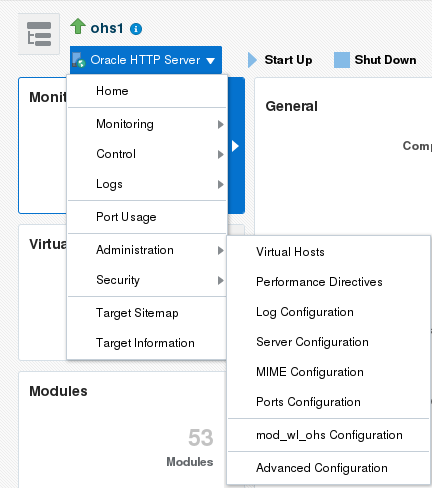 ohs1
Oracle HTTP Server
Start Up
Shut Down
Monit
General
Comp
Home
Monitoring
Control
Logs
Port Usage
Virtua
Administration
Security
Target Sitemap
Target Information
Virtual Hosts
Performance Directives
Log Configuration
Server Configuration
MIME Configuration
Ports Configuration
mod_wl_ohs Configuration
Advanced Configuration
Modules
53
Modules